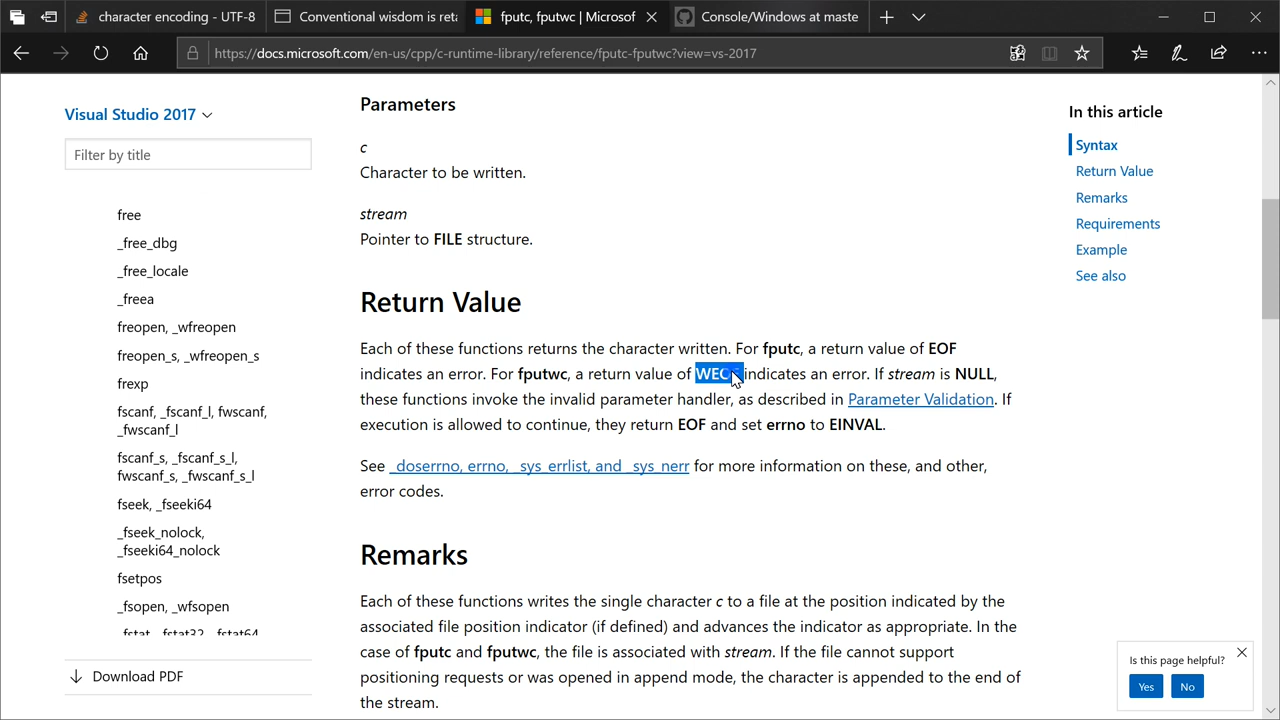 character encoding - UTF-8
Conventional wisdom is reta
fputc, fputwc | Microsof
Console/Windows at maste
https://docs.microsoft.com/en-us/cpp/c-runtime-library/reference/fputc-fputwc?view=vs-2017
Visual Studio 2017
Filter by title
free
_free_dbg
_free_locale
_freea
freopen, _wfreopen
freopen_s, _wfreopen_s
frexp
fscanf, _fscanf_l, fwscanf,
_fwscanf_l
fscanf_s, _fscanf_s_l,
fwscanf_s, _fwscanf_s_l
fseek, _fseeki64
_fseek_nolock,
_fseeki64_nolock
fsetpos
_fsopen, _wfsopen
_fstat, _fstat32, _fstat64
Download PDF
Parameters
c
Character to be written.
stream
Pointer to FILE structure.
Return Value
Each of these functions returns the character written. For fputc, a return value of EOF
indicates an error. For fputwc, a return value of WEOF indicates an error. If stream is NULL,
these functions invoke the invalid parameter handler, as described in Parameter Validation. If
execution is allowed to continue, they return EOF and set errno to EINVAL.
See _doserrno, errno, _sys_errlist, and _sys_nerr for more information on these, and other,
error codes.
Remarks
Each of these functions writes the single character c to a file at the position indicated by the
associated file position indicator (if defined) and advances the indicator as appropriate. In the
case of fputc and fputwc, the file is associated with stream. If the file cannot support
positioning requests or was opened in append mode, the character is appended to the end of
the stream.
In this article
Syntax
Return Value
Remarks
Requirements
Example
See also
Is this page helpful?
Yes
No